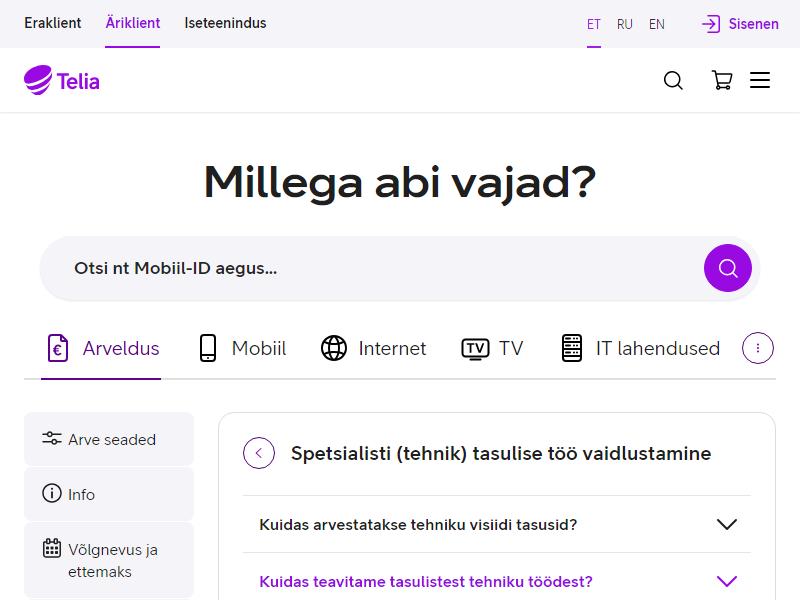 Eraklient
Äriklient
Iseteenindus
ET
RU
EN
Sisenen
Telia
Millega abi vajad?
Otsi nt Mobiil-ID aegus...
Arveldus
Mobiil
Internet
TV
TV
IT lahendused
Arve seaded
Info
Võlgnevus ja
ettemaks
Spetsialisti (tehnik) tasulise töö vaidlustamine
Kuidas arvestatakse tehniku visiidi tasusid?
Kuidas teavitame tasulistest tehniku töödest?